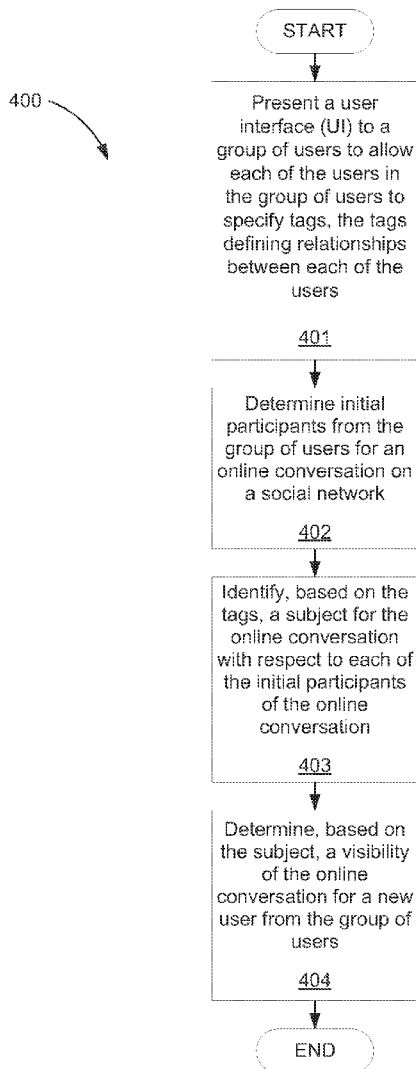 START
400
Present a user
interface (UI) to a
group of users to allow
each of the users in
the group of users to
specify tags, the tags
defining relationships
between each of the
users
401
Determine initial
participants from the
group of users for an
online conversation on
a social network
402
Identify, based on the
tags, a subject for the
online conversation
with respect to each of
the initial participants
of the online
conversation
403
Determine, based on
the subject, a visibility
of the online
conversation for a new
user from the group of
users
404
END